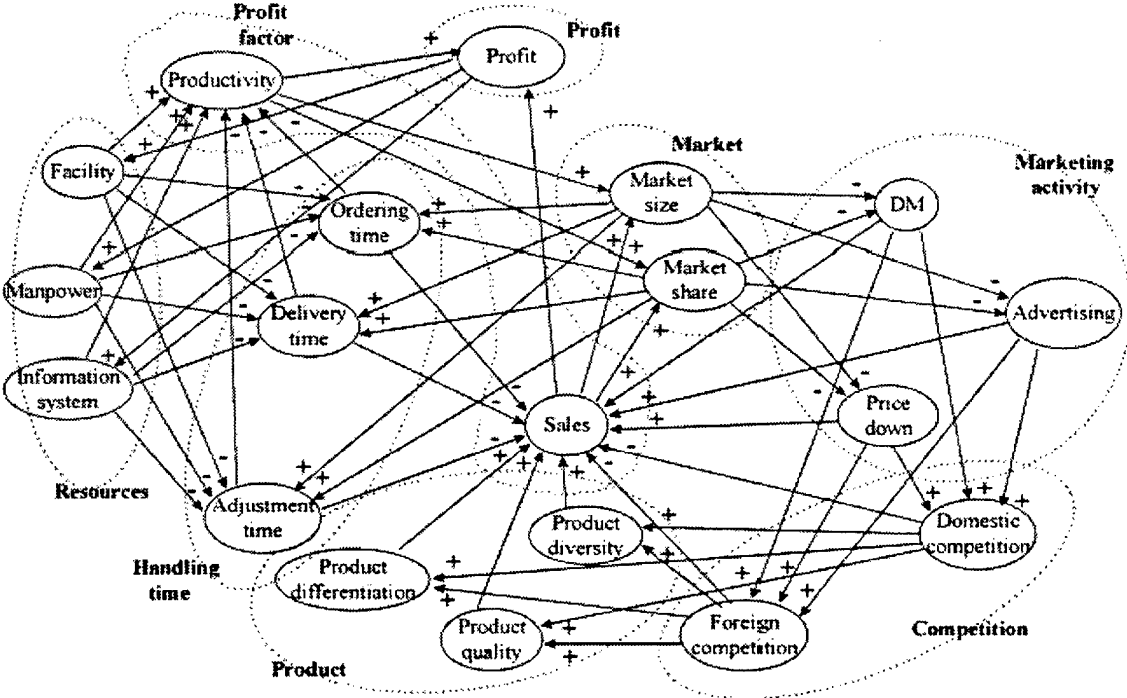 Profit
factor
Profit
Profit
Productivity
Market
Marketing
activity
Facility
Market
size
DM
Ordering
time
Market
share
Manpower
Delivery
time
Advertising
Information
system
Sales
Price
down
Resources
Adjustment
time
Product
diversity
Domestic
competition
Handling
time
Product
differentiation
Product
quality
Foreign
competition
Competition
Product